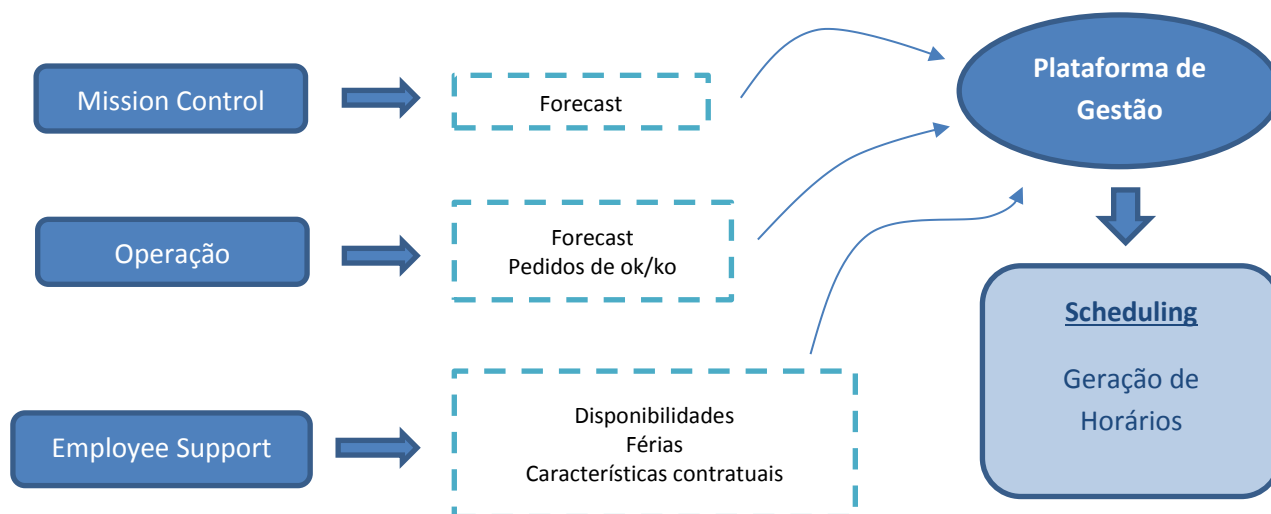 Mission Control
Forecast
Plataforma de
Gestão
Operação
Forecast
Pedidos de ok/ko
Scheduling
Geração de
Horários
Employee Support
Disponibilidades
Férias
Características contratuais